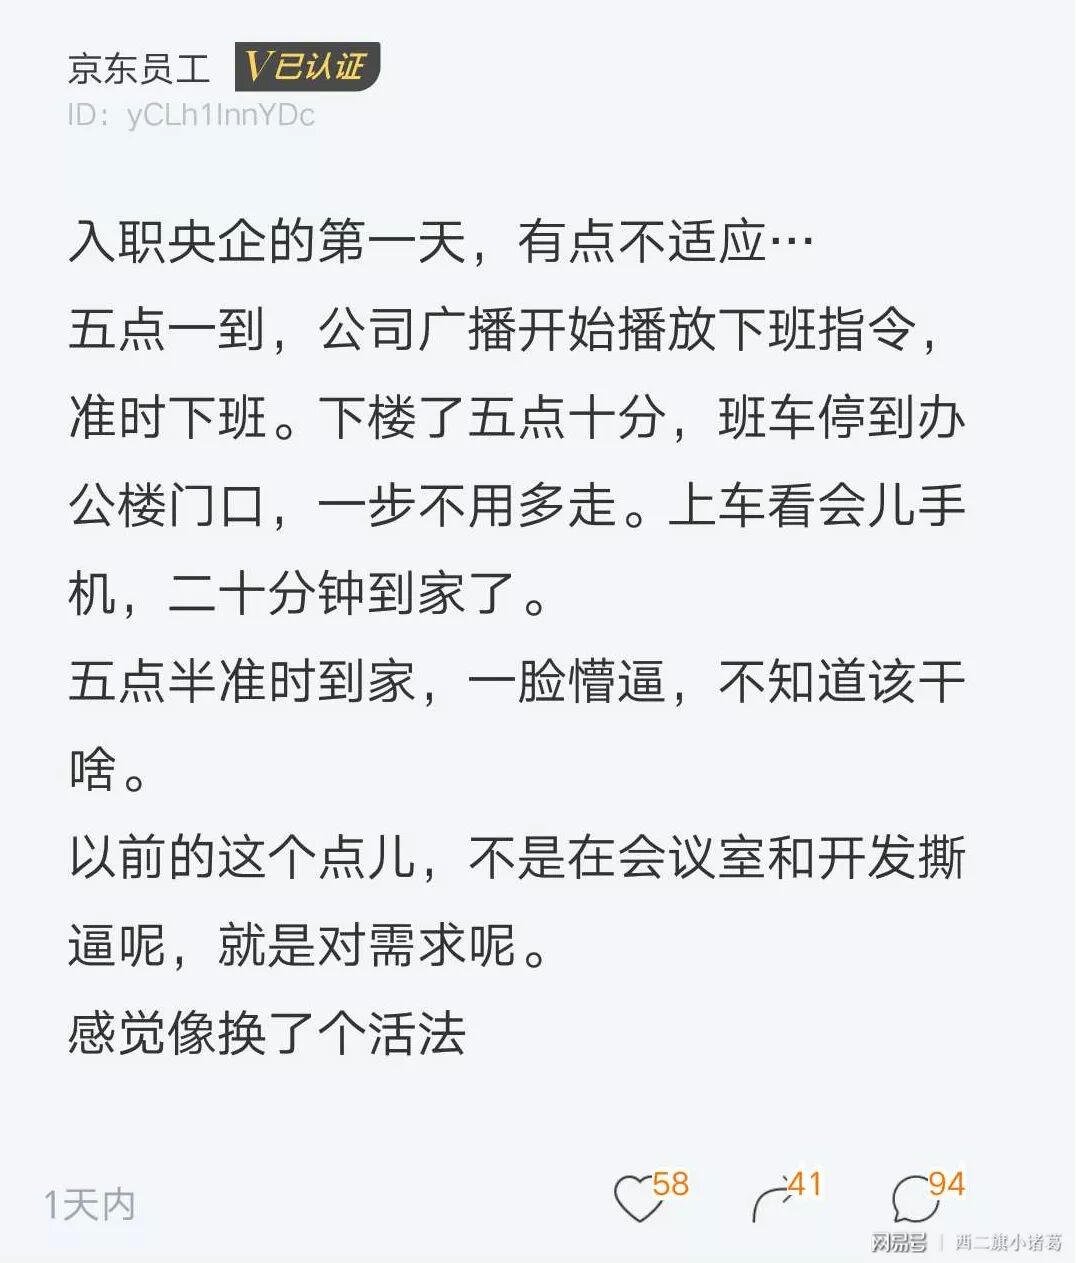 京东员工 V已认证
ID：yCLh1InnYDc
入职央企的第一天，有点不适应…
五点一到，公司广播开始播放下班指令，
准时下班。下楼了五点十分，班车停到办
公楼门口，一步不用多走。上车看会儿手
机，二十分钟到家了。
五点半准时到家，一脸懵逼，不知道该干
啥。
以前的这个点儿，不是在会议室和开发撕
逼呢，就是对需求呢。
感觉像换了个活法
1天内 58 41 94
网易号 | 西二旗小诸葛